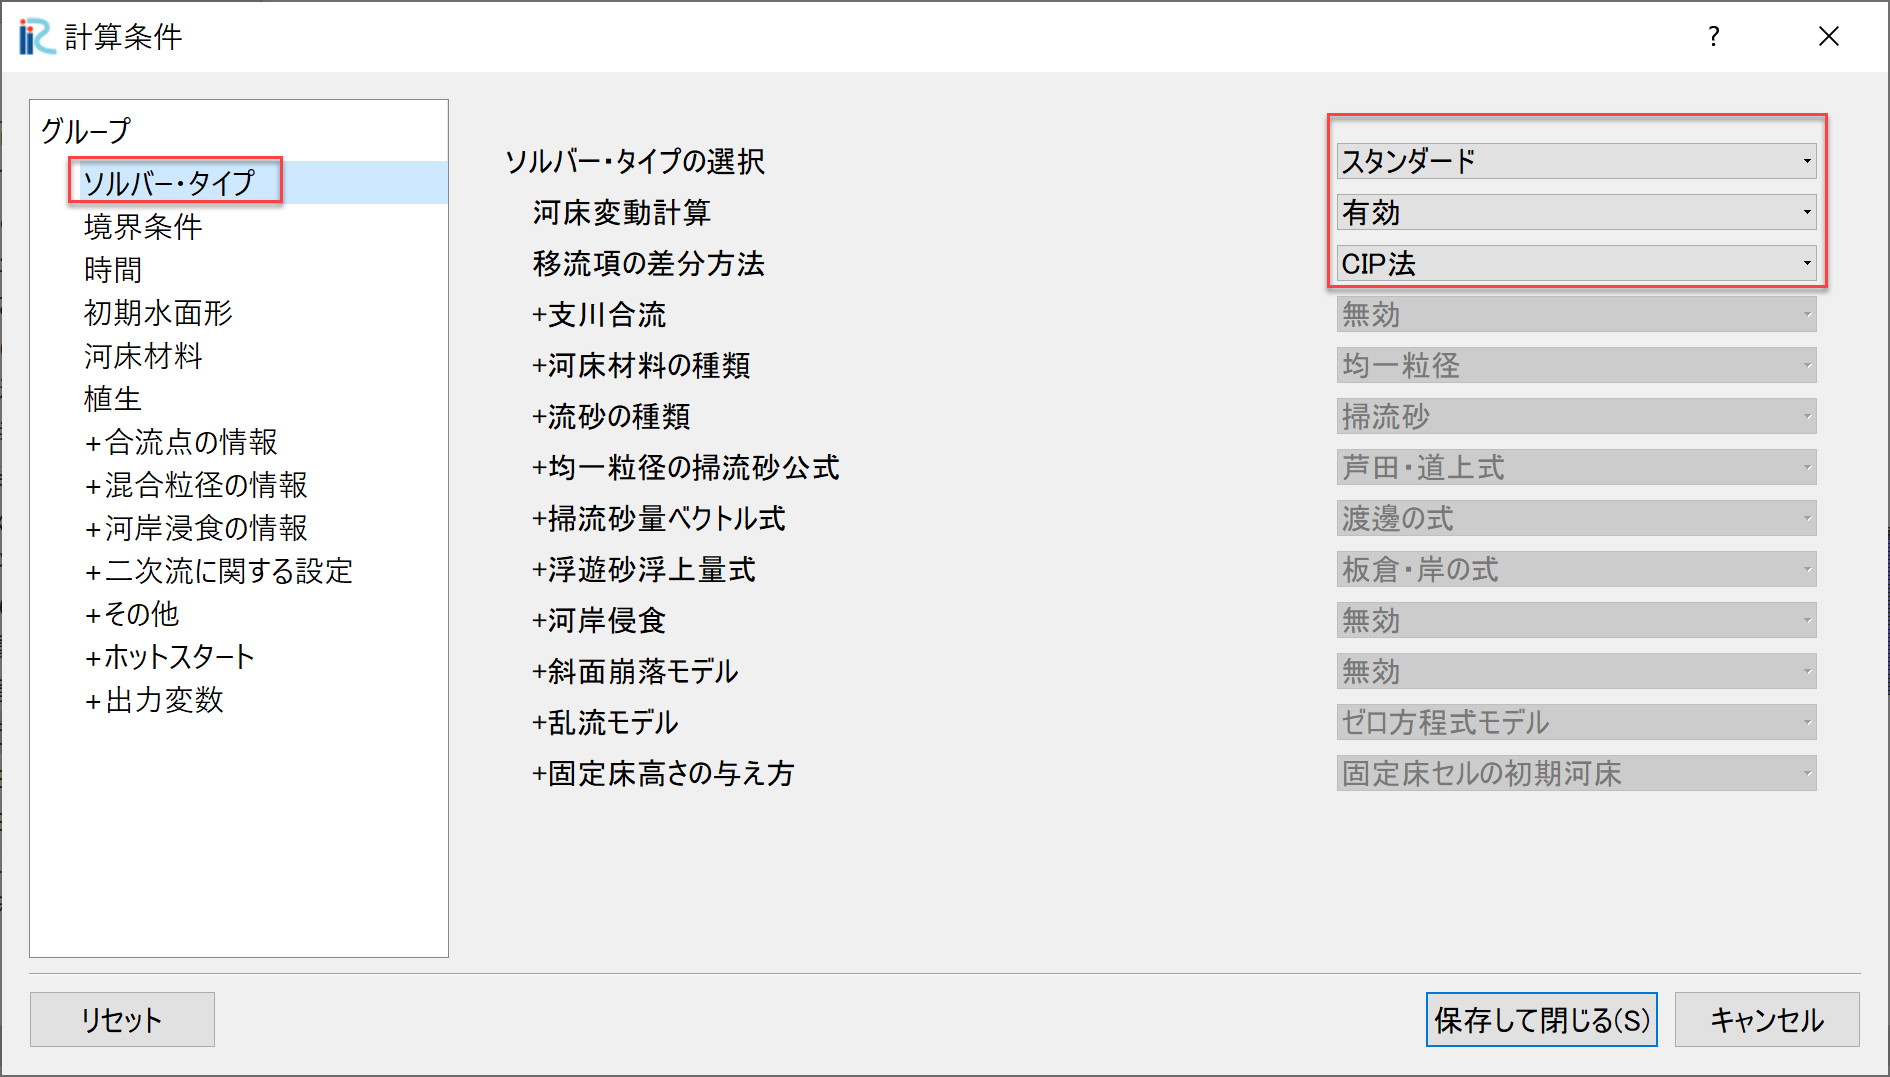 iRIC 計算条件 ?
グループ
ソルバー・タイプ
境界条件
時間
初期水面形
河床材料
植生
+合流点の情報
+混合粒径の情報
+河岸浸食の情報
+二次流に関する設定
+その他
+ホットスタート
+出力変数
ソルバー・タイプの選択 スタンダード
河床変動計算 有効
移流項の差分方法 CIP法
+支川合流 無効
+河床材料の種類 均一粒径
+流砂の種類 掃流砂
+均一粒径の掃流砂公式 芦田・道上式
+掃流砂量ベクトル式 渡邊の式
+浮遊砂浮上量式 板倉・岸の式
+河岸侵食 無効
+斜面崩落モデル 無効
+乱流モデル ゼロ方程式モデル
+固定床高さの与え方 固定床セルの初期河床
リセット 保存して閉じる(S) キャンセル